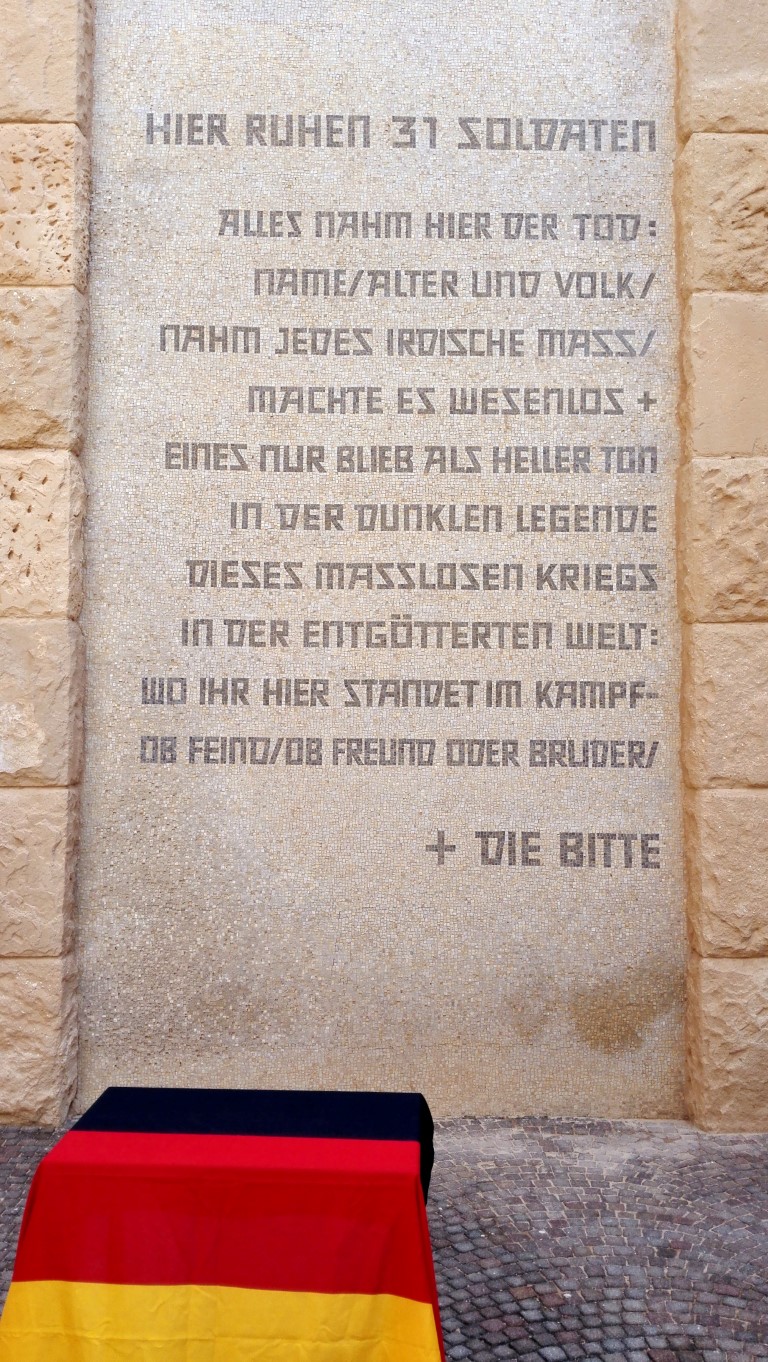 HIER RUHEN 31 SOLDATEN
ALLES NAHM HIER DER TOD:
NAME/ALTER UND VOLK/
NAHM JEDES IRDISCHE MASS/
MACHTE ES WESENLOS +
EINES NUR BLIEB ALS HELLER TON
IN DER DUNKLEN LEGENDE
DIESES MASSLOSEN KRIEGS
IN DER ENTGÖTTERTEN WELT:
WO IHR HIER STANDET IM KAMPF-
OB FEIND/OB FREUND ODER BRUDER/
+ DIE BITTE